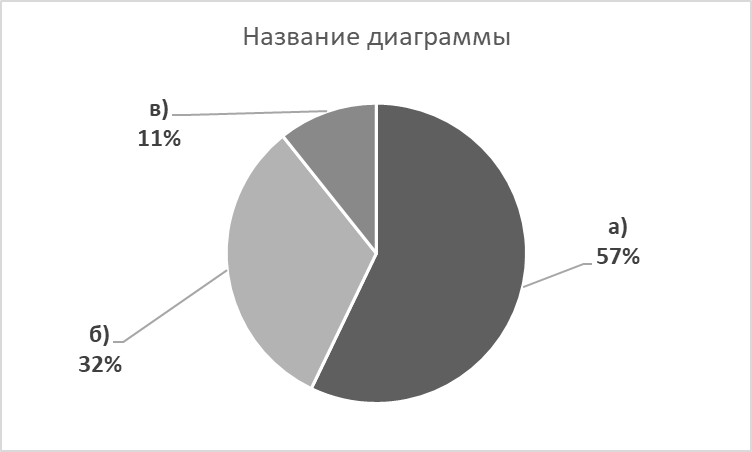 Название диаграммы
в)
11%
а)
57%
б)
32%